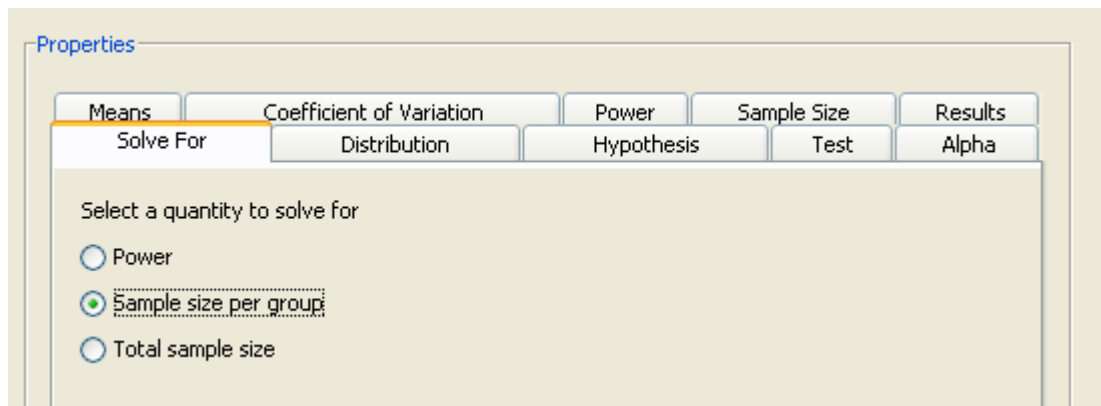 Properties
Means Coefficient of Variation Power Sample Size Results
Solve For Distribution Hypothesis Test Alpha
Select a quantity to solve for
Power
Sample size per group
Total sample size